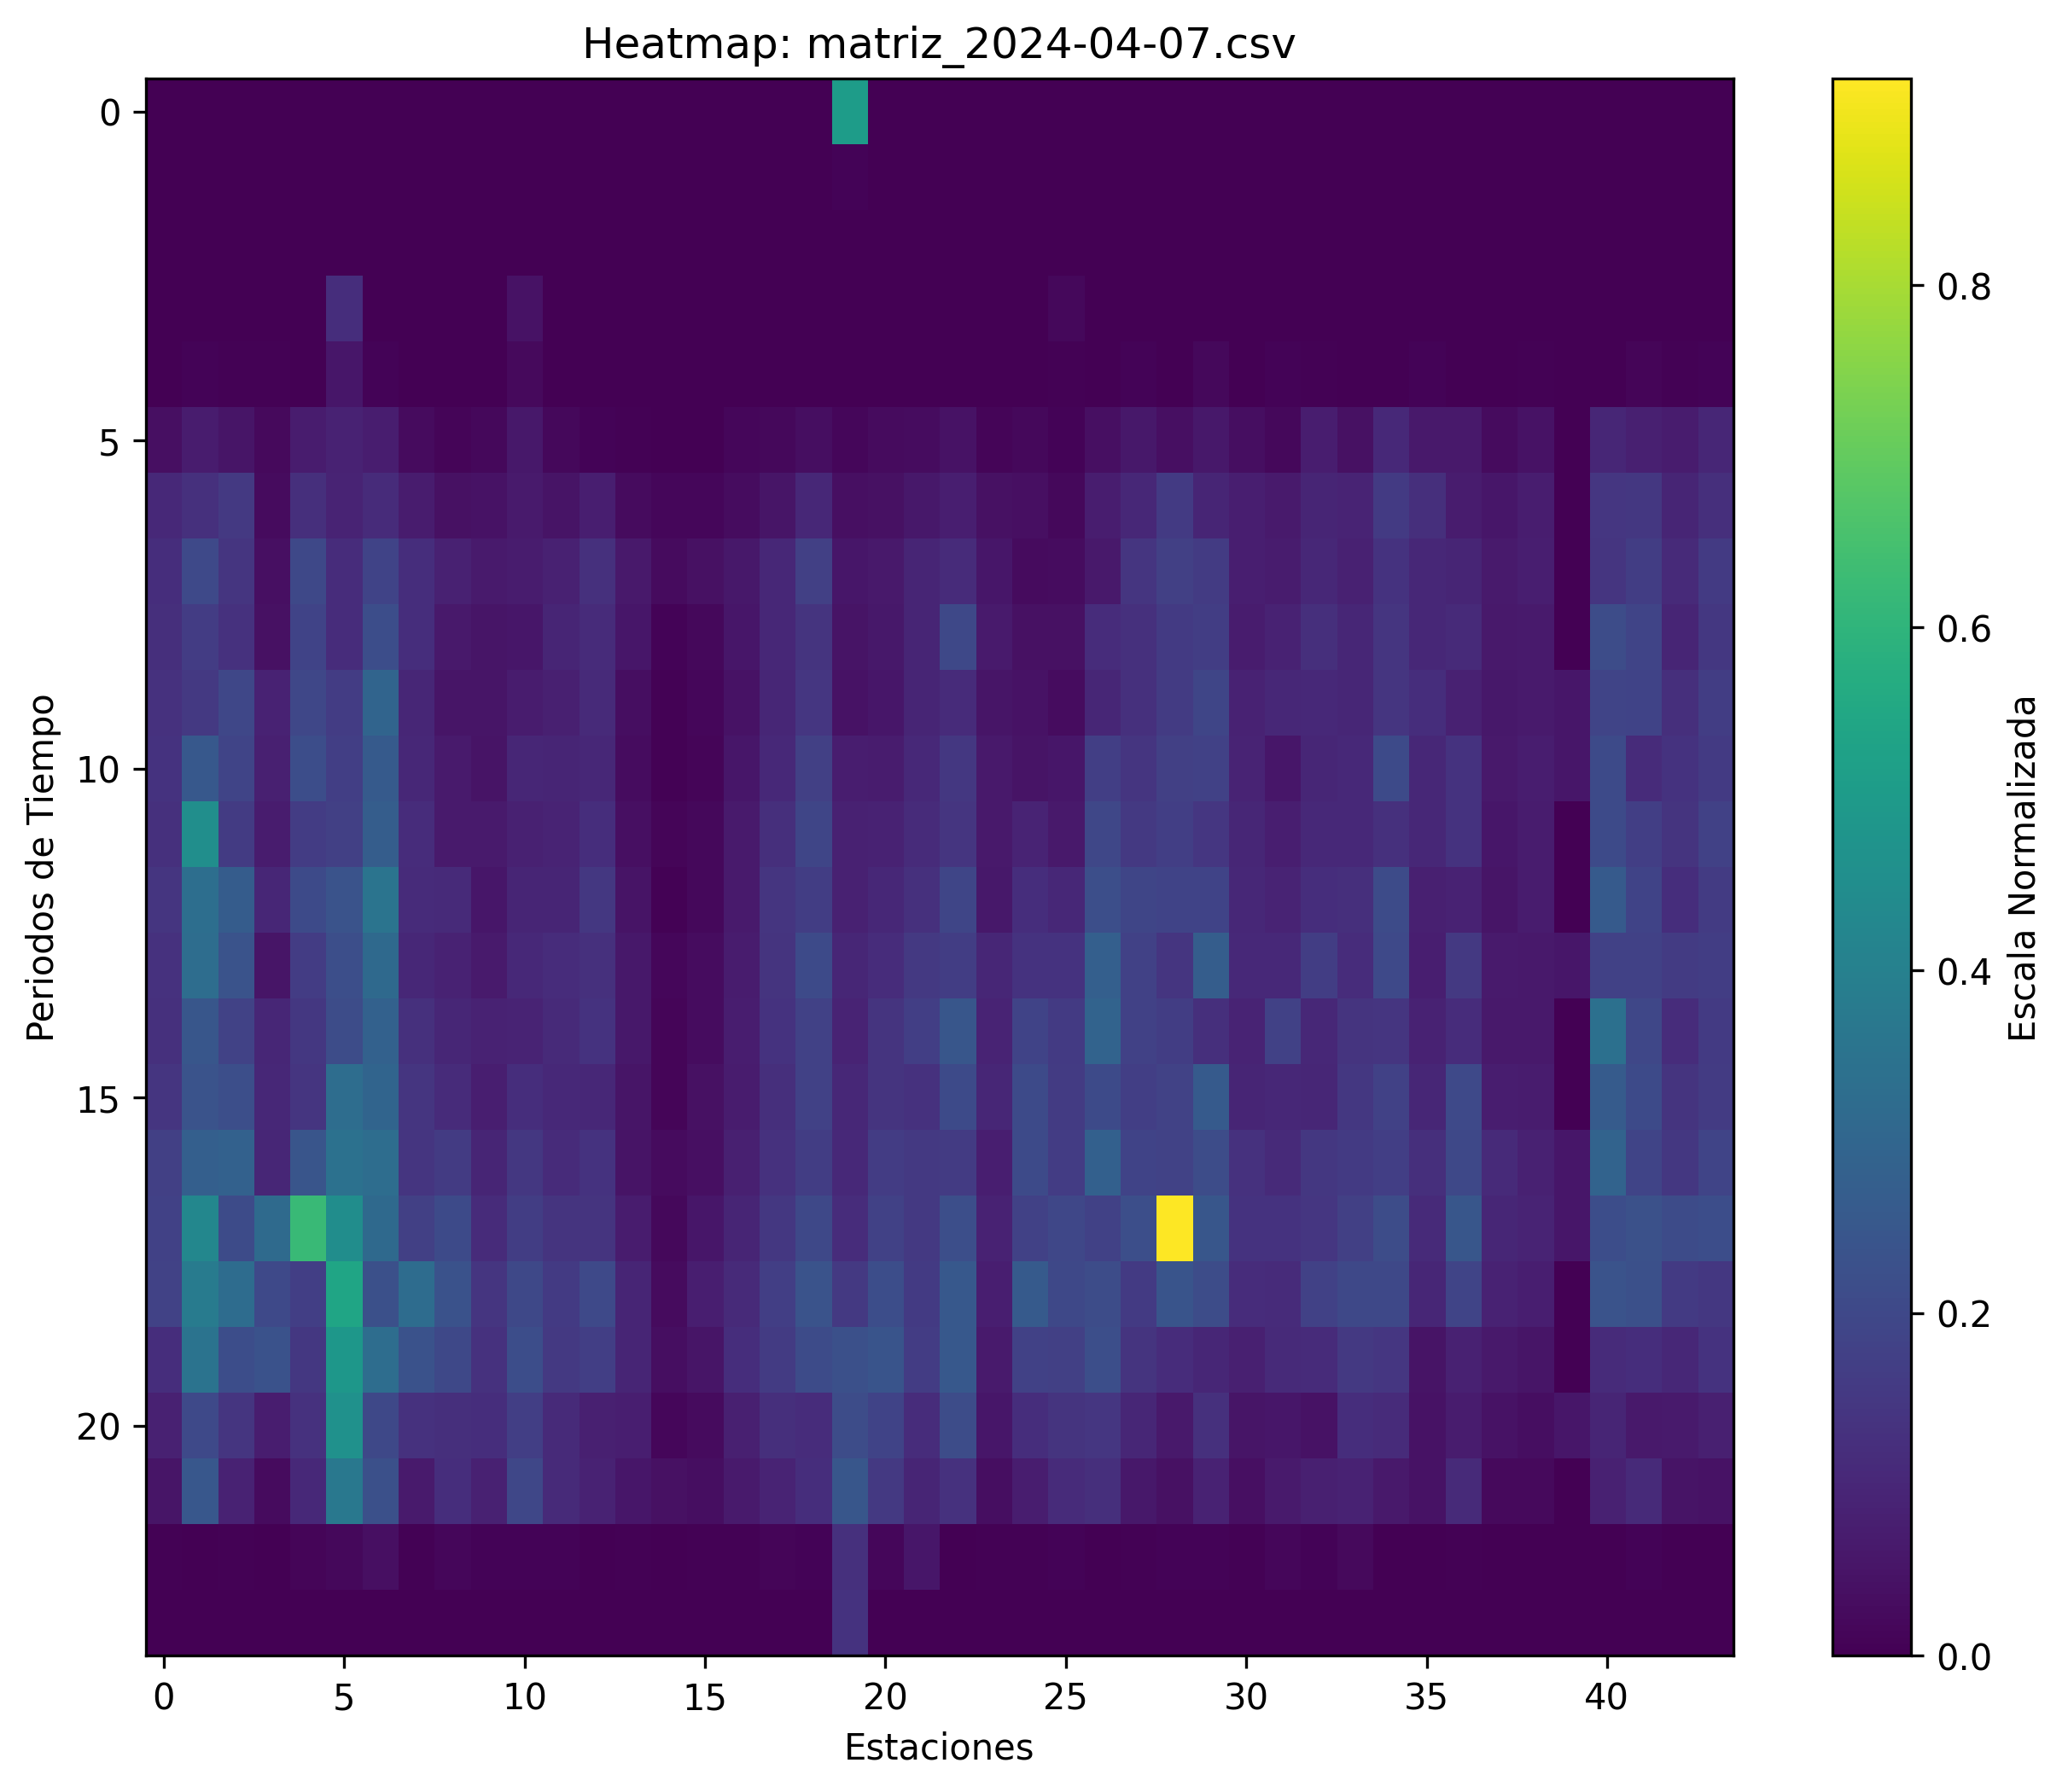 Heatmap: matriz_2024-04-07.csv
Periodos de Tiempo
0
5
10
15
20
0 5 10 15 20 25 30 35 40
Estaciones
0.8
0.6
0.4
0.2
0.0
Escala Normalizada